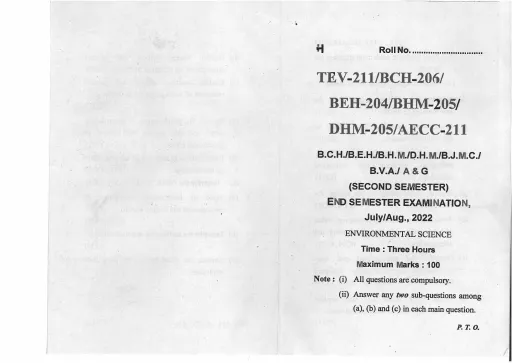 H Roll No. ..............................
TEV-211/BCH-206/
BEH-204/BHM-205/
DHM-205/AECC-211
B.C.H./B.E.H./B.H.M./D.H.M./B.J.M.C./
B.V.A./ A & G
(SECOND SEMESTER)
END SEMESTER EXAMINATION,
July/Aug., 2022
ENVIRONMENTAL SCIENCE
Time : Three Hours
Maximum Marks : 100
Note : (i) All questions are compulsory.
(ii) Answer any two sub-questions among
(a), (b) and (c) in each main question.
P. T. O.